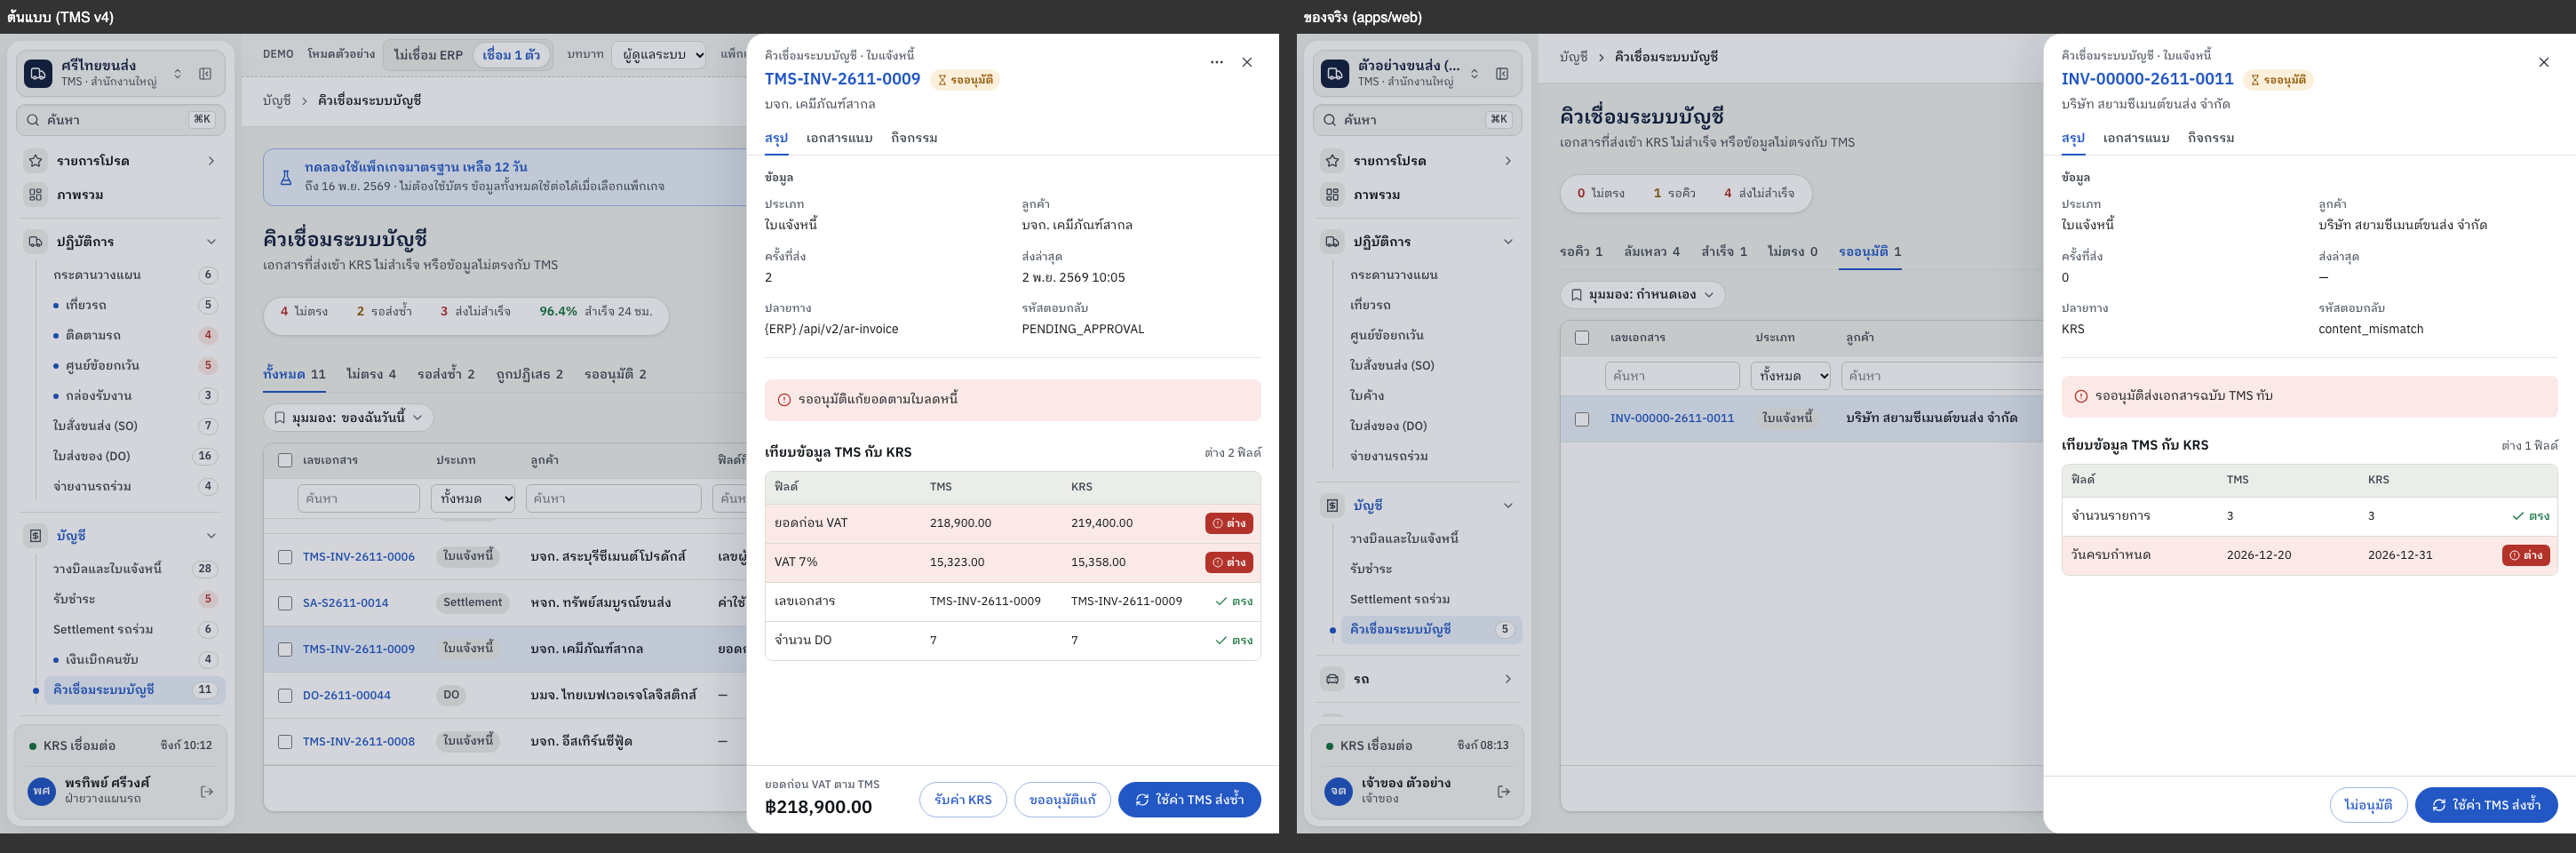 ต้นแบบ (TMS v4)
ศรีไทยขนส่ง
TMS · สำนักงานใหญ่
ค้นหา ⌘K
รายการโปรด
ภาพรวม
ปฏิบัติการ
กระดานวางแผน 6
เที่ยวรถ 5
ติดตามรถ 4
ศูนย์ข้อยกเว้น 5
กล่องรับงาน 3
ใบสั่งขนส่ง (SO) 7
ใบส่งของ (DO) 16
จ่ายงานรถร่วม 4
บัญชี
วางบิลและใบแจ้งหนี้ 28
รับชำระ 5
Settlement รถร่วม 6
เงินเบิกคนขับ 4
คิวเชื่อมระบบบัญชี 11
KRS เชื่อมต่อ ซิงก์ 10:12
พศ พรทิพย์ ศรีวงศ์
ฝ่ายวางแผนรถ
DEMO โหมดตัวอย่าง ไม่เชื่อม ERP เชื่อม 1 ตัว บทบาท ผู้ดูแลระบบ
บัญชี > คิวเชื่อมระบบบัญชี
ทดลองใช้แพ็กเกจมาตรฐาน เหลือ 12 วัน
ถึง 16 พ.ย. 2569 · ไม่ต้องใช้บัตร ข้อมูลทั้งหมดใช้ต่อได้เมื่อเลือกแพ็กเกจ
คิวเชื่อมระบบบัญชี
เอกสารที่ส่งเข้า KRS ไม่สำเร็จ หรือข้อมูลไม่ตรงกับ TMS
4 ไม่ตรง 2 รอส่งซ้ำ 3 ส่งไม่สำเร็จ 96.4% สำเร็จ 24 ชม.
ทั้งหมด 11 ไม่ตรง 4 รอส่งซ้ำ 2 ถูกปฏิเสธ 2 รออนุมัติ 2
มุมมอง: ของฉันวันนี้
เลขเอกสาร ประเภท ลูกค้า
ค้นหา ทั้งหมด ค้นหา
TMS-INV-2611-0006 ใบแจ้งหนี้ บจก. สระบุรีซีเมนต์โปรดักส์
SA-S2611-0014 Settlement หจก. ทรัพย์สมบูรณ์ขนส่ง
TMS-INV-2611-0009 ใบแจ้งหนี้ บจก. เคมีภัณฑ์สากล
DO-2611-00044 DO บมจ. ไทยเบฟเวอเรจโลจิสติกส์ —
TMS-INV-2611-0008 ใบแจ้งหนี้ บจก. อีสเทิร์นซีฟู้ด —
คิวเชื่อมระบบบัญชี · ใบแจ้งหนี้
TMS-INV-2611-0009 รออนุมัติ
บจก. เคมีภัณฑ์สากล
สรุป เอกสารแนบ กิจกรรม
ข้อมูล
ประเภท ลูกค้า
ใบแจ้งหนี้ บจก. เคมีภัณฑ์สากล
ครั้งที่ส่ง ส่งล่าสุด
2 2 พ.ย. 2569 10:05
ปลายทาง รหัสตอบกลับ
{ERP} /api/v2/ar-invoice PENDING_APPROVAL
รออนุมัติแก้ยอดตามใบลดหนี้
เทียบข้อมูล TMS กับ KRS ต่าง 2 ฟิลด์
ฟิลด์ TMS KRS
ยอดก่อน VAT 218,900.00 219,400.00 ต่าง
VAT 7% 15,323.00 15,358.00 ต่าง
เลขเอกสาร TMS-INV-2611-0009 TMS-INV-2611-0009 ตรง
จำนวน DO 7 7 ตรง
ยอดก่อน VAT ตาม TMS
฿218,900.00
รับค่า KRS ขออนุมัติแก้ ใช้ค่า TMS ส่งซ้ำ
ของจริง (apps/web)
ตัวอย่างขนส่ง (...
TMS · สำนักงานใหญ่
ค้นหา ⌘K
รายการโปรด
ภาพรวม
ปฏิบัติการ
กระดานวางแผน
เที่ยวรถ
ศูนย์ข้อยกเว้น
ใบสั่งขนส่ง (SO)
ใบค้าง
ใบส่งของ (DO)
จ่ายงานรถร่วม
บัญชี
วางบิลและใบแจ้งหนี้
รับชำระ
Settlement รถร่วม
คิวเชื่อมระบบบัญชี 5
รถ
KRS เชื่อมต่อ ซิงก์ 08:13
จต เจ้าของ ตัวอย่าง
เจ้าของ
บัญชี > คิวเชื่อมระบบบัญชี
คิวเชื่อมระบบบัญชี
เอกสารที่ส่งเข้า KRS ไม่สำเร็จ หรือข้อมูลไม่ตรงกับ TMS
0 ไม่ตรง 1 รอคิว 4 ส่งไม่สำเร็จ
รอคิว 1 ล้มเหลว 4 สำเร็จ 1 ไม่ตรง 0 รออนุมัติ 1
มุมมอง: กำหนดเอง
เลขเอกสาร ประเภท ลูกค้า
ค้นหา ทั้งหมด ค้นหา
INV-00000-2611-0011 ใบแจ้งหนี้ บริษัท สยามซีเมนต์ขนส่ง จำกัด
คิวเชื่อมระบบบัญชี · ใบแจ้งหนี้
INV-00000-2611-0011 รออนุมัติ
บริษัท สยามซีเมนต์ขนส่ง จำกัด
สรุป เอกสารแนบ กิจกรรม
ข้อมูล
ประเภท ลูกค้า
ใบแจ้งหนี้ บริษัท สยามซีเมนต์ขนส่ง จำกัด
ครั้งที่ส่ง ส่งล่าสุด
0 —
ปลายทาง รหัสตอบกลับ
KRS content_mismatch
รออนุมัติส่งเอกสารฉบับ TMS ทับ
เทียบข้อมูล TMS กับ KRS ต่าง 1 ฟิลด์
ฟิลด์ TMS KRS
จำนวนรายการ 3 3 ตรง
วันครบกำหนด 2026-12-20 2026-12-31 ต่าง
ไม่อนุมัติ ใช้ค่า TMS ส่งซ้ำ